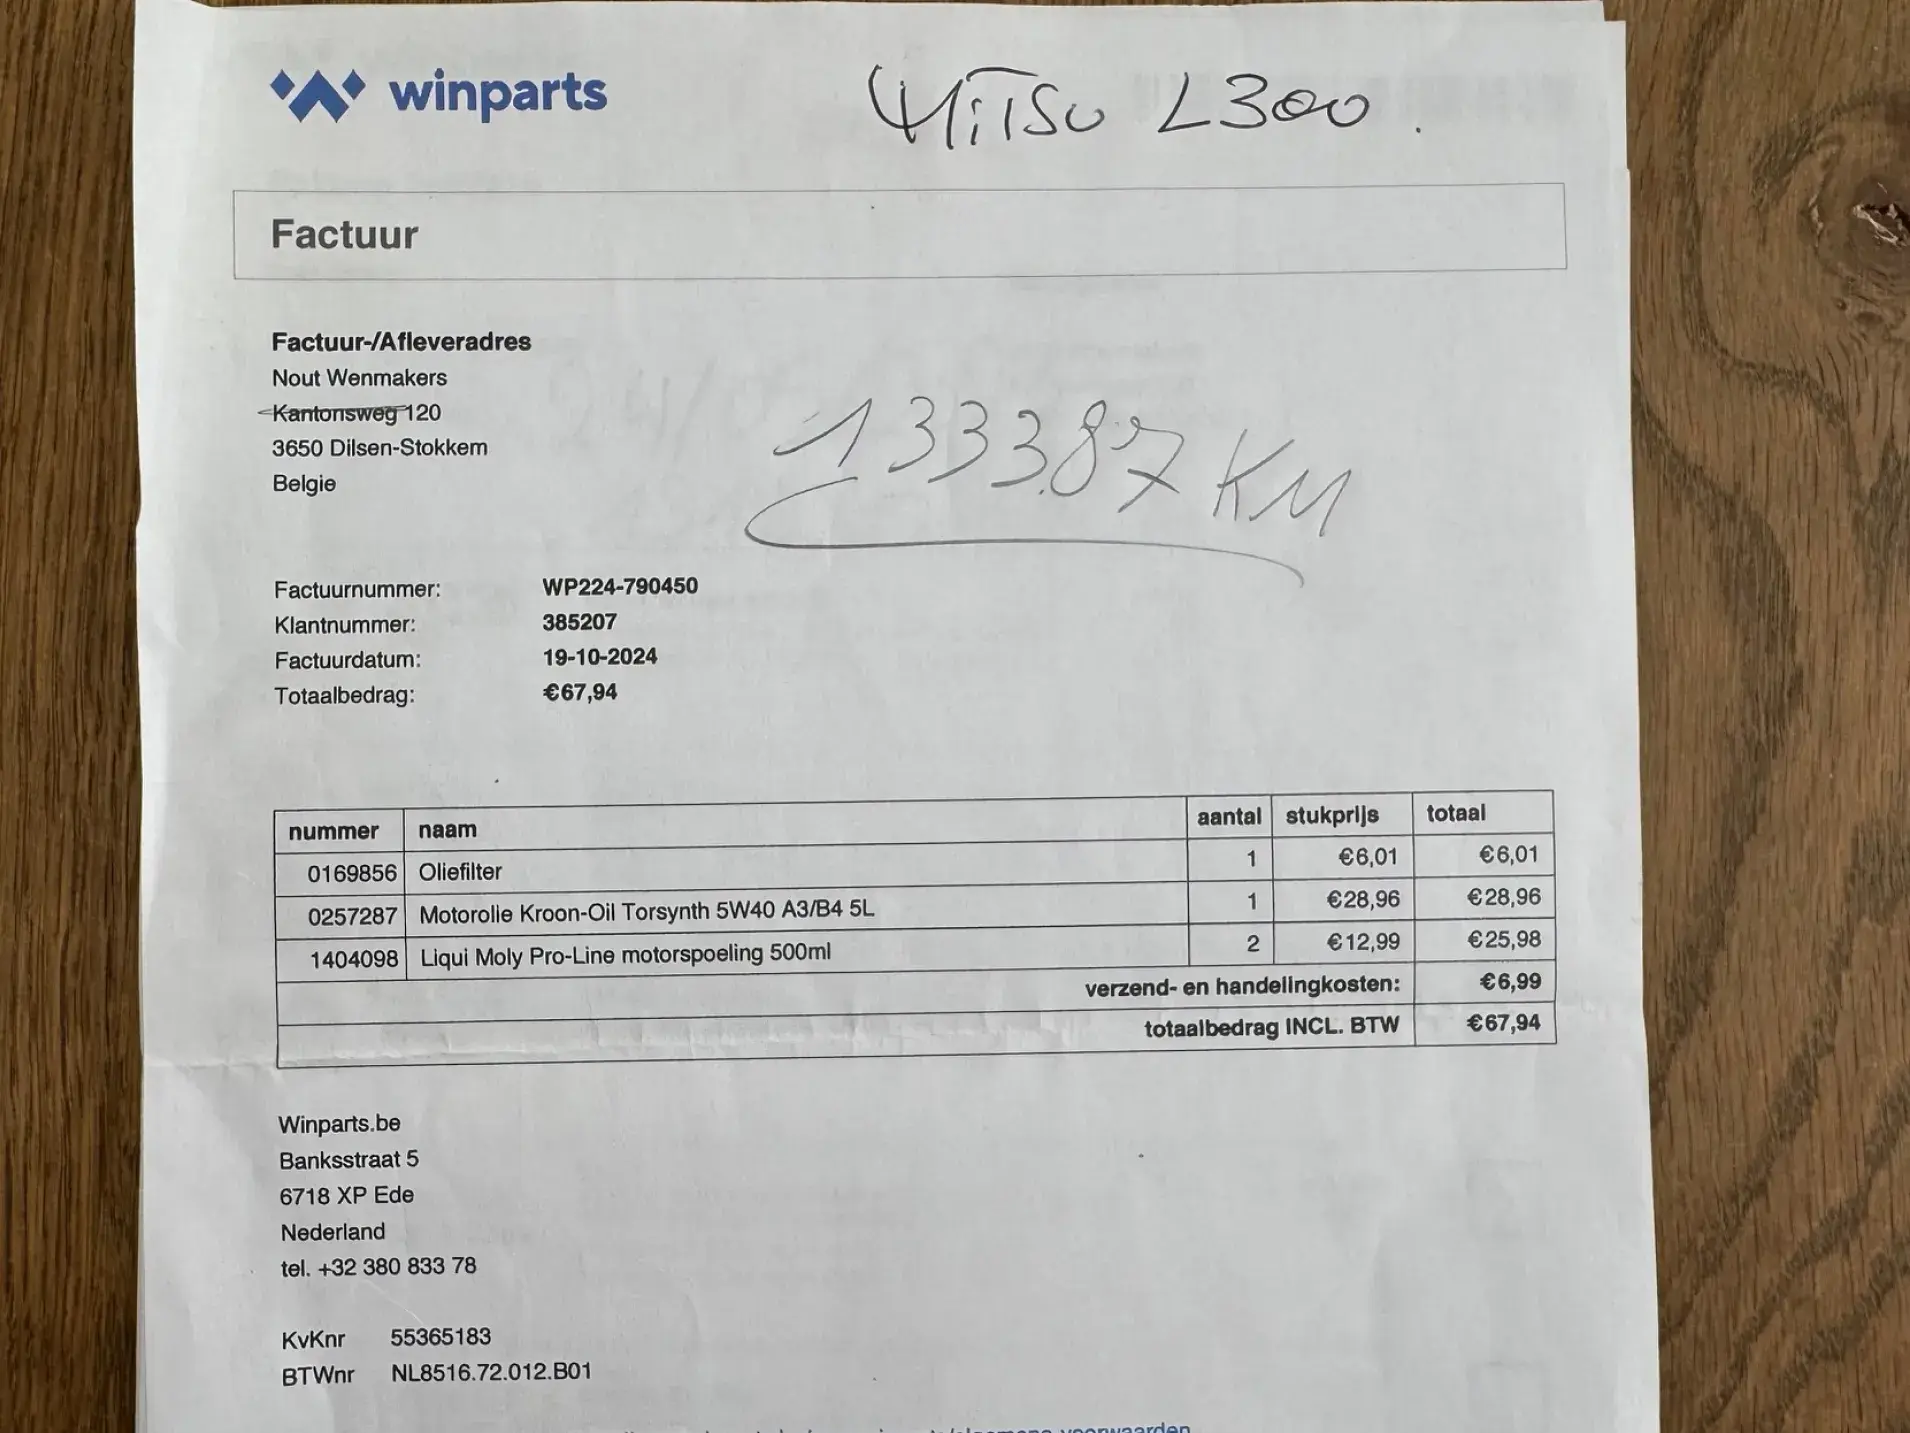 winparts
Mitsu L300.
Factuur
Factuur-/Afleveradres
Nout Wenmakers
Kantonsweg 120
3650 Dilsen-Stokkem
Belgie
133387 KM
Factuurnummer: WP224-790450
Klantnummer: 385207
Factuurdatum: 19-10-2024
Totaalbedrag: €67,94
nummer naam aantal stukprijs totaal
0169856 Oliefilter 1 €6,01 €6,01
0257287 Motorolie Kroon-Oil Torsynth 5W40 A3/B4 5L 1 €28,96 €28,96
1404098 Liqui Moly Pro-Line motorspoeling 500ml 2 €12,99 €25,98
verzend- en handelingkosten: €6,99
totaalbedrag INCL. BTW €67,94
Winparts.be
Banksstraat 5
6718 XP Ede
Nederland
tel. +32 380 833 78
KvKnr 55365183
BTWnr NL8516.72.012.B01